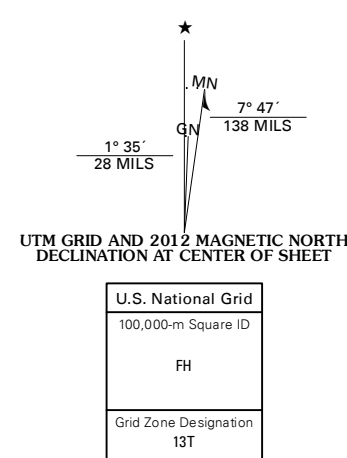 ★
MN
7° 47´
138 MILS
GN
1° 35´
28 MILS
UTM GRID AND 2012 MAGNETIC NORTH
DECLINATION AT CENTER OF SHEET
U.S. National Grid
100,000-m Square ID
FH
Grid Zone Designation
13T